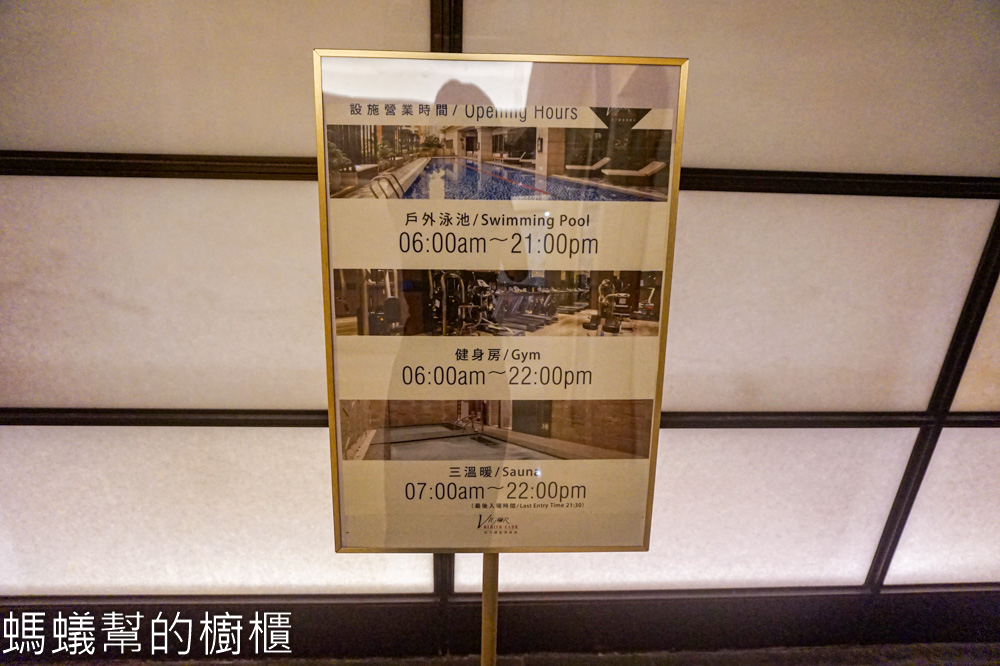 設施營業時間/Opening Hours
戶外泳池/Swimming Pool
06:00am～21:00pm
健身房/Gym
06:00am～22:00pm
三溫暖/Sauna
07:00am～22:00pm
(最後入場時間/Last Entry Time 21:30)
螞蟻幫的櫥櫃